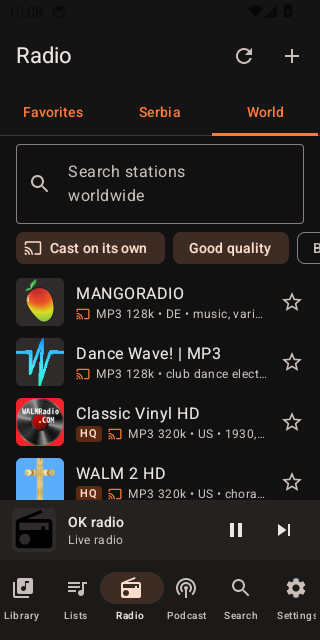 10:08
Radio
Favorites
Serbia
World
Search stations
worldwide
Cast on its own
Good quality
B
MANGORADIO
MP3 128k • DE • music, vari...
Dance Wave! | MP3
MP3 128k • club dance elect...
WALMRadio
.COM
Classic Vinyl HD
HQ MP3 320k • US • 1930,...
WALM 2 HD
HQ MP3 320k • US • chora...
OK radio
Live radio
Library
Lists
Radio
Podcast
Search
Settings